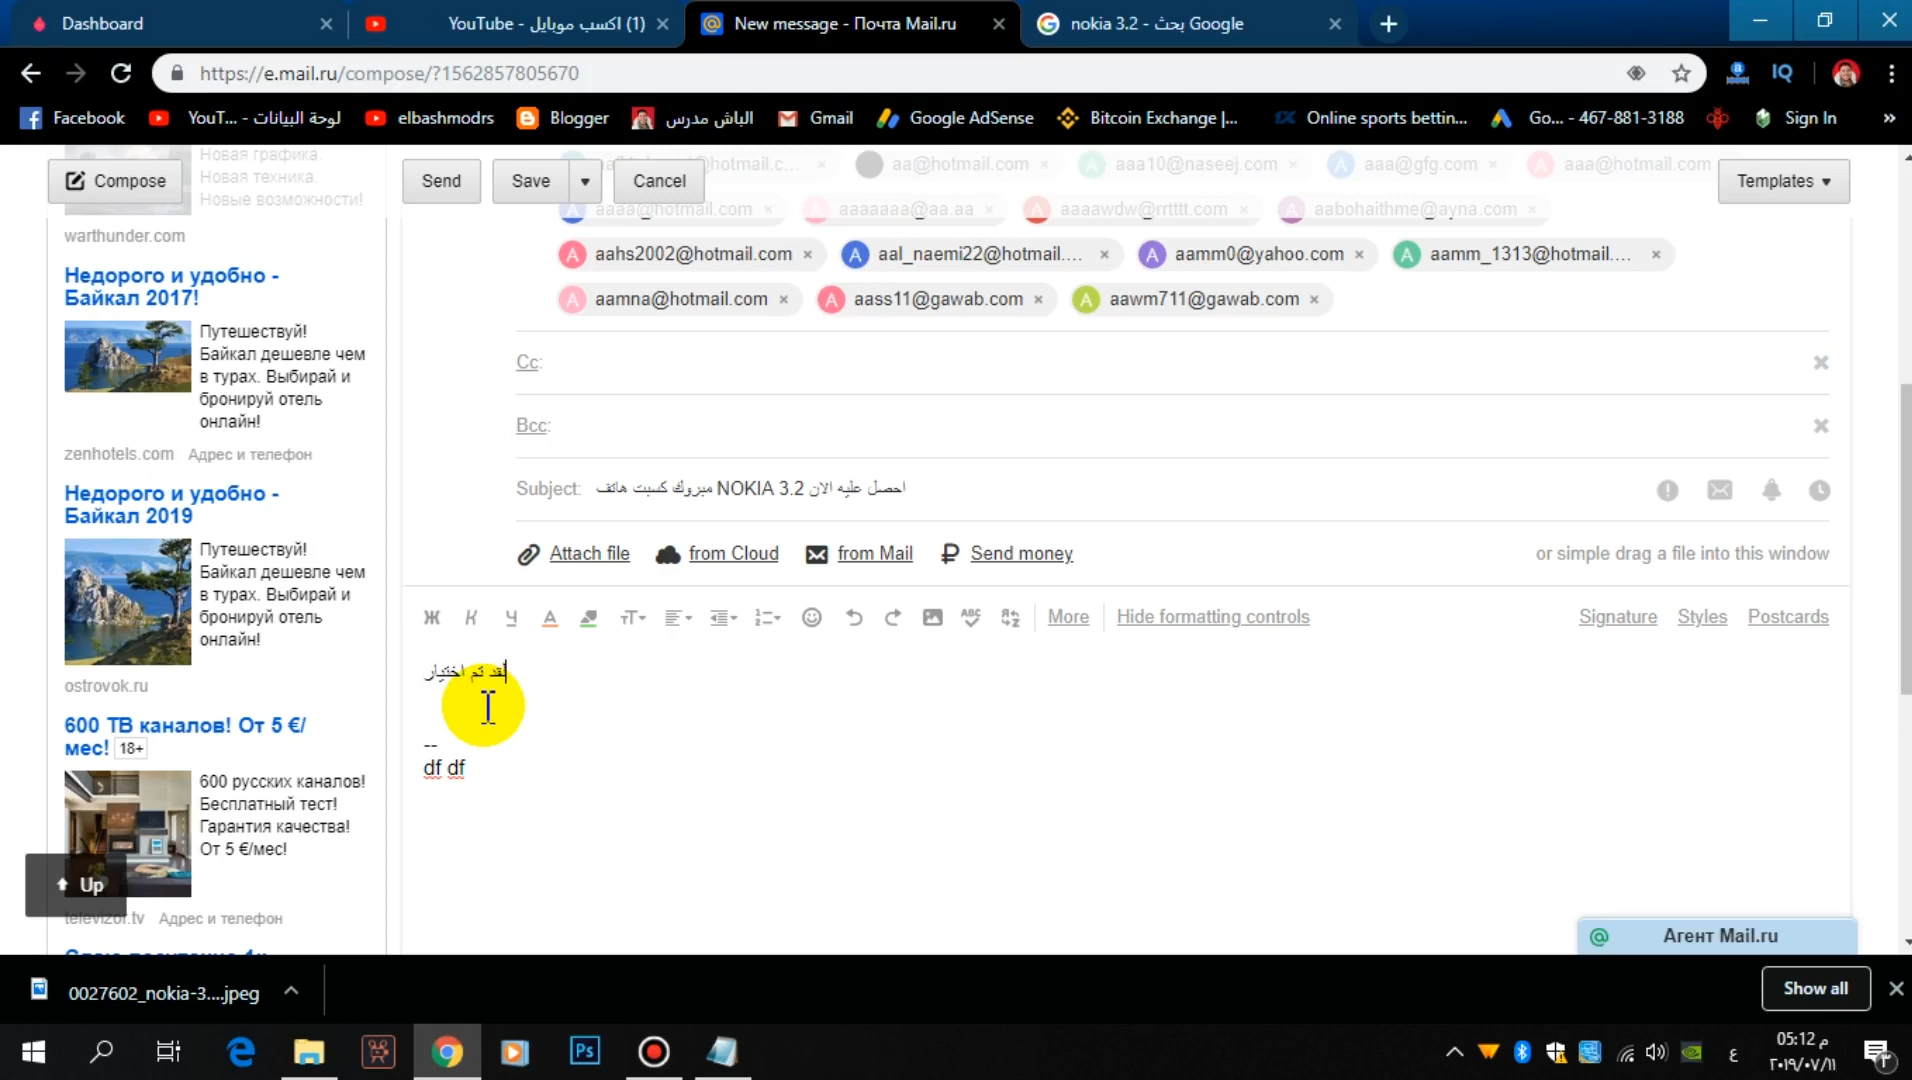 Dashboard
YouTube - اكسب موبايل (1)
New message - Почта Mail.ru
nokia 3.2 - بحث Google
https://e.mail.ru/compose/?1562857805670
IQ
Facebook
YouT... - لوحة البيانات
elbashmodrs
Blogger
الباش مدرس
Gmail
Google AdSense
Bitcoin Exchange |...
Online sports bettin...
Go... - 467-881-3188
Sign In
»
Compose
Send
Save
Cancel
Templates
Новая графика.
Новая техника.
Новые возможности!
warthunder.com
Недорого и удобно -
Байкал 2017!
Путешествуй!
Байкал дешевле чем
в турах. Выбирай и
бронируй отель
онлайн!
zenhotels.com Адрес и телефон
Недорого и удобно -
Байкал 2019
Путешествуй!
Байкал дешевле чем
в турах. Выбирай и
бронируй отель
онлайн!
ostrovok.ru
600 ТВ каналов! От 5 €/
мес! 18+
600 русских каналов!
Бесплатный тест!
Гарантия качества!
От 5 €/мес!
Up
televizor.tv Адрес и телефон
aa@hotmail.com
aaa10@naseej.com
aaa@gfg.com
aaa@hotmail.com
aaaa@hotmail.com
aaaaaaa@aa.aa
aaaawdw@rrtttt.com
aabohaithme@ayna.com
A aahs2002@hotmail.com
A aal_naemi22@hotmail....
A aamm0@yahoo.com
A aamm_1313@hotmail....
A aamna@hotmail.com
A aass11@gawab.com
A aawm711@gawab.com
Cc:
Bcc:
Subject: احصل عليه الان NOKIA 3.2 مبروك كسبت هاتف
Attach file from Cloud from Mail Send money
or simple drag a file into this window
Ж К Ч A тТ ABC
More Hide formatting controls
Signature Styles Postcards
لقد تم اختيار
--
df df
Агент Mail.ru
0027602_nokia-3....jpeg
Show all
Ps
ع
05:12 م
٢٠١٩/٠٧/١١
٣